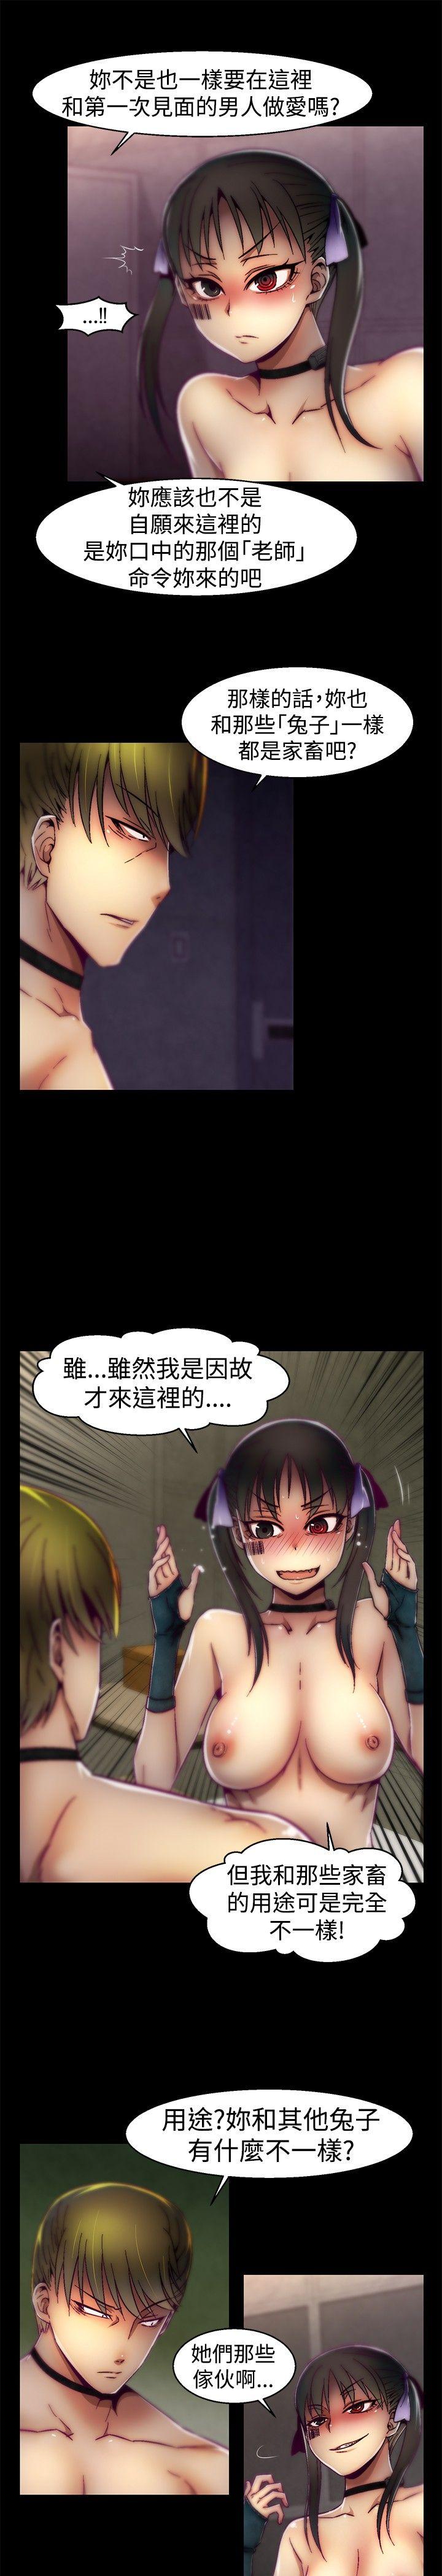 妳不是也一樣要在這裡
和第一次見面的男人做愛嗎?
...!!
妳應該也不是
自願來這裡的
是妳口中的那個「老師」
命令妳來的吧
那樣的話,妳也
和那些「兔子」一樣
都是家畜吧?
雖...雖然我是因故
才來這裡的....
但我和那些家畜
的用途可是完全
不一樣!
用途?妳和其他兔子
有什麼不一樣?
她們那些
傢伙啊...